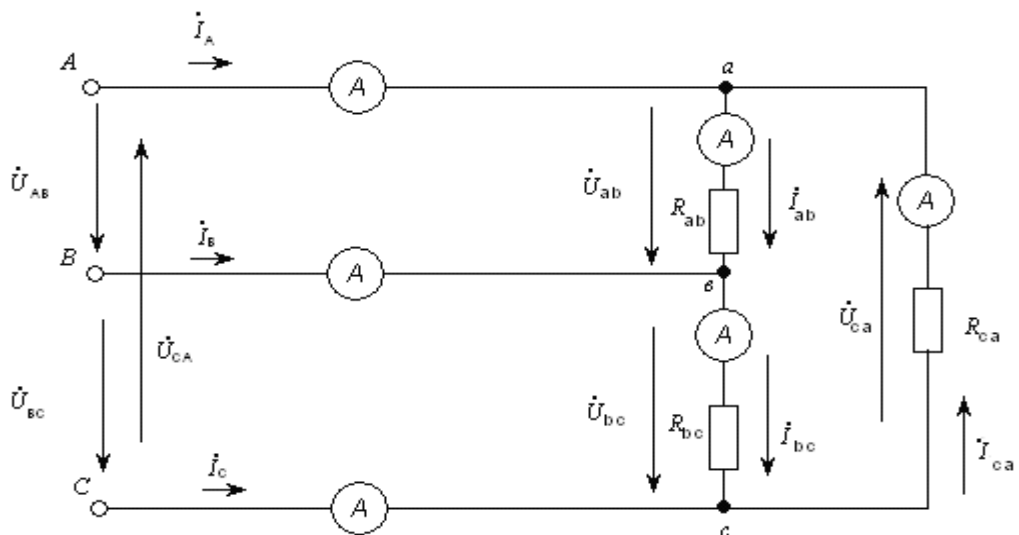 İ_A
A
A
a
A
U̇_AB
U̇_ab
R_ab
İ_ab
A
B
İ_B
A
в
U̇_CA
A
U̇_ca
R_ca
U̇_BC
U̇_bc
R_bc
İ_bc
İ_ca
C
İ_C
A
c